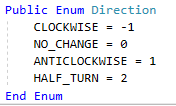 Public Enum Direction
CLOCKWISE = -1
NO_CHANGE = 0
ANTICLOCKWISE = 1
HALF_TURN = 2
End Enum